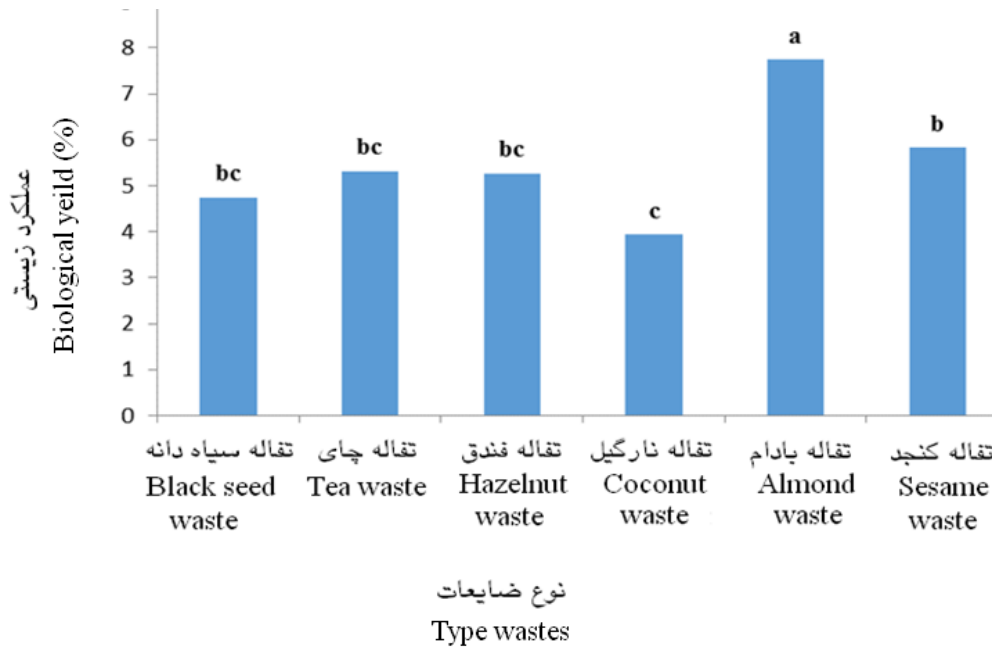 عملکرد زیستی
Biological yeild (%)
8
7
6
5
4
3
2
1
0
bc
bc
bc
c
a
b
تفاله سیاه دانه
Black seed
waste
تفاله چای
Tea waste
تفاله فندق
Hazelnut
waste
تفاله نارگیل
Coconut
waste
تفاله بادام
Almond
waste
تفاله کنجد
Sesame
waste
نوع ضایعات
Type wastes